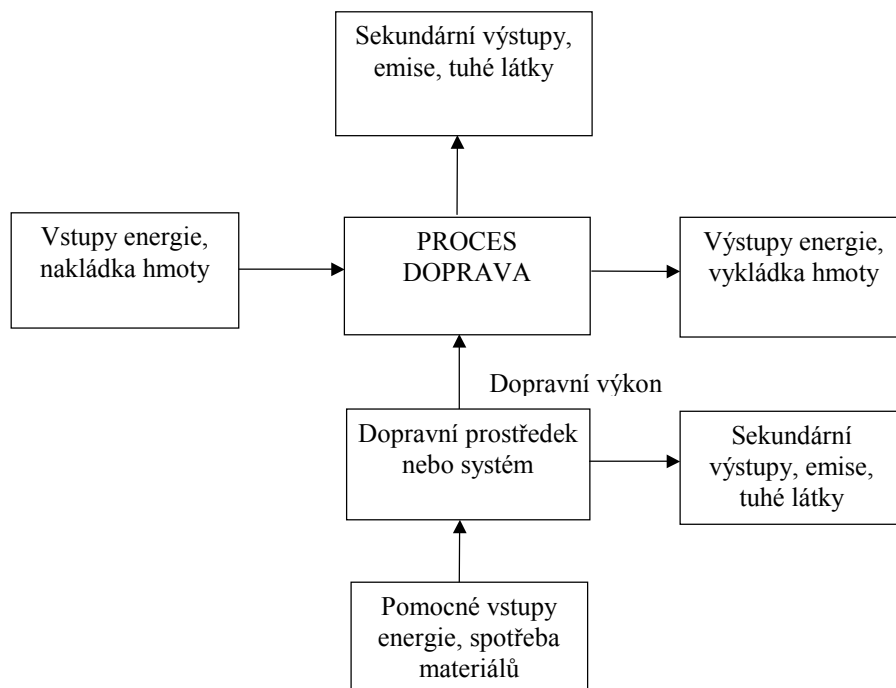 Sekundární výstupy,
emise, tuhé látky
Vstupy energie,
nakládka hmoty
PROCES
DOPRAVA
Výstupy energie,
vykládka hmoty
Dopravní výkon
Dopravní prostředek
nebo systém
Sekundární
výstupy, emise,
tuhé látky
Pomocné vstupy
energie, spotřeba
materiálů